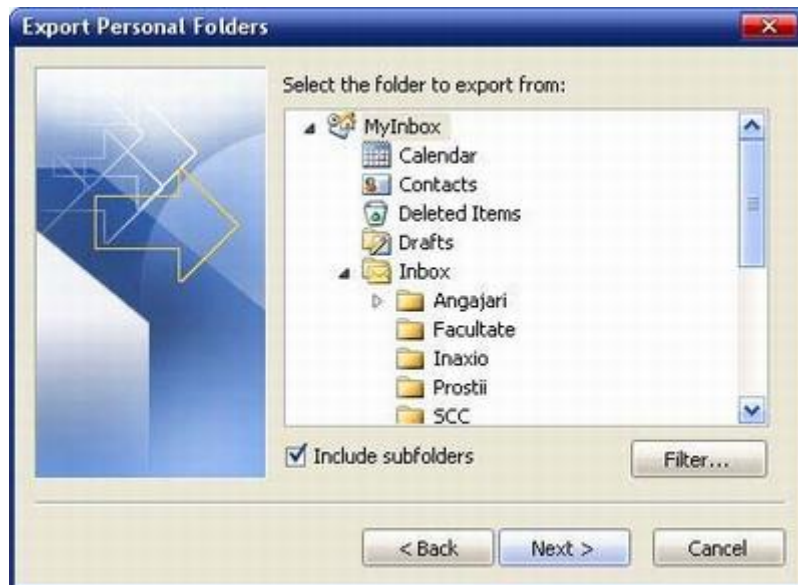 Export Personal Folders
Select the folder to export from:
MyInbox
Calendar
Contacts
Deleted Items
Drafts
Inbox
Angajari
Facultate
Inaxio
Prostii
SCC
Include subfolders
Filter...
< Back
Next >
Cancel